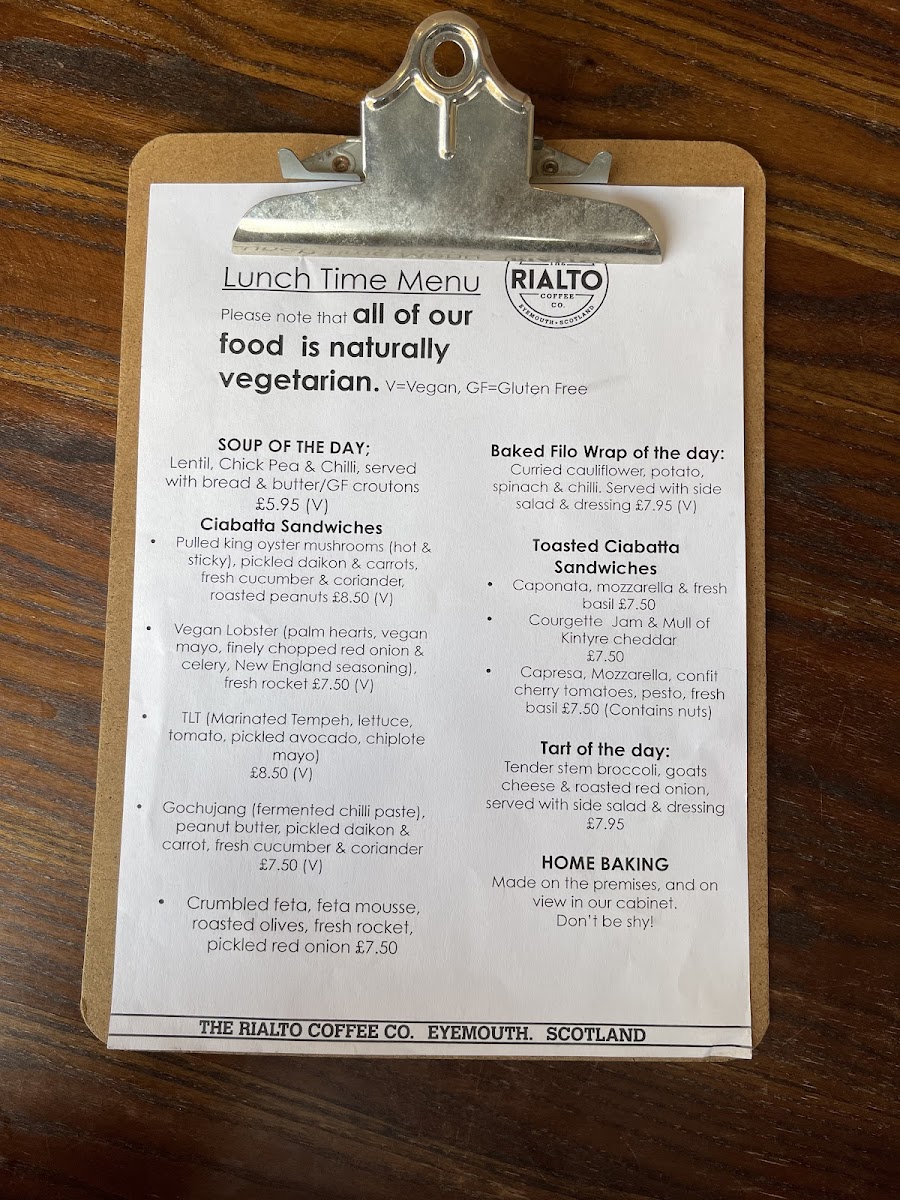 Lunch Time Menu
THE
RIALTO
COFFEE
CO.
EYEMOUTH • SCOTLAND
Please note that all of our
food is naturally
vegetarian. V=Vegan, GF=Gluten Free
SOUP OF THE DAY;
Lentil, Chick Pea & Chilli, served
with bread & butter/GF croutons
£5.95 (V)
Ciabatta Sandwiches
• Pulled king oyster mushrooms (hot &
sticky), pickled daikon & carrots,
fresh cucumber & coriander,
roasted peanuts £8.50 (V)
• Vegan Lobster (palm hearts, vegan
mayo, finely chopped red onion &
celery, New England seasoning),
fresh rocket £7.50 (V)
• TLT (Marinated Tempeh, lettuce,
tomato, pickled avocado, chiplote
mayo)
£8.50 (V)
• Gochujang (fermented chilli paste),
peanut butter, pickled daikon &
carrot, fresh cucumber & coriander
£7.50 (V)
• Crumbled feta, feta mousse,
roasted olives, fresh rocket,
pickled red onion £7.50
Baked Filo Wrap of the day:
Curried cauliflower, potato,
spinach & chilli. Served with side
salad & dressing £7.95 (V)
Toasted Ciabatta
Sandwiches
• Caponata, mozzarella & fresh
basil £7.50
• Courgette Jam & Mull of
Kintyre cheddar
£7.50
• Capresa, Mozzarella, confit
cherry tomatoes, pesto, fresh
basil £7.50 (Contains nuts)
Tart of the day:
Tender stem broccoli, goats
cheese & roasted red onion,
served with side salad & dressing
£7.95
HOME BAKING
Made on the premises, and on
view in our cabinet.
Don't be shy!
THE RIALTO COFFEE CO. EYEMOUTH. SCOTLAND